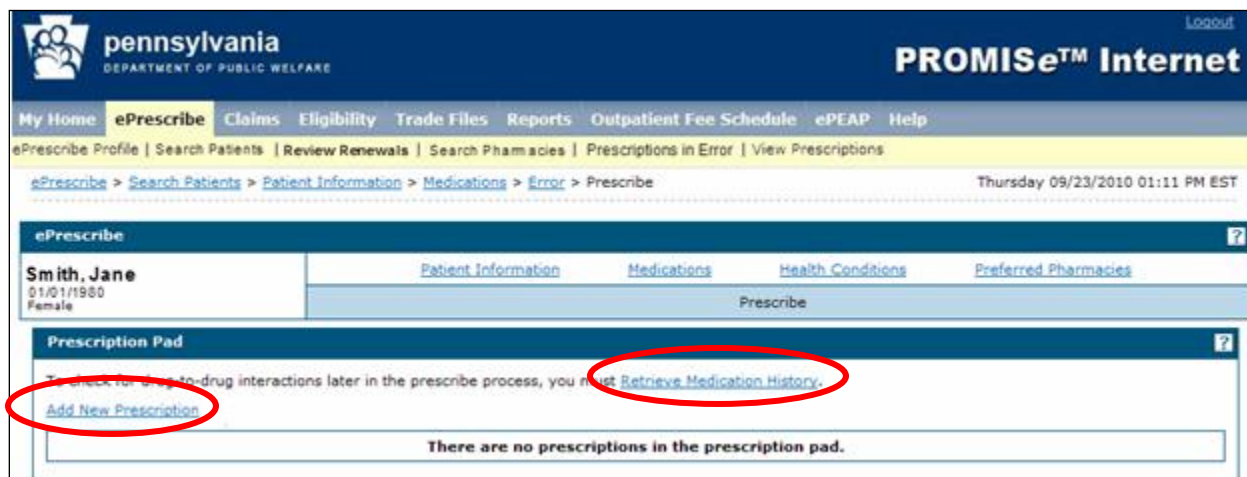 Logout
pennsylvania
DEPARTMENT OF PUBLIC WELFARE
PROMISe™ Internet
My Home ePrescribe Claims Eligibility Trade Files Reports Outpatient Fee Schedule ePEAP Help
ePrescribe Profile | Search Patients | Review Renewals | Search Pharmacies | Prescriptions in Error | View Prescriptions
ePrescribe > Search Patients > Patient Information > Medications > Error > Prescribe Thursday 09/23/2010 01:11 PM EST
ePrescribe ?
Smith, Jane Patient Information Medications Health Conditions Preferred Pharmacies
01/01/1980
Female Prescribe
Prescription Pad ?
To check for drug-to-drug interactions later in the prescribe process, you must Retrieve Medication History.
Add New Prescription
There are no prescriptions in the prescription pad.